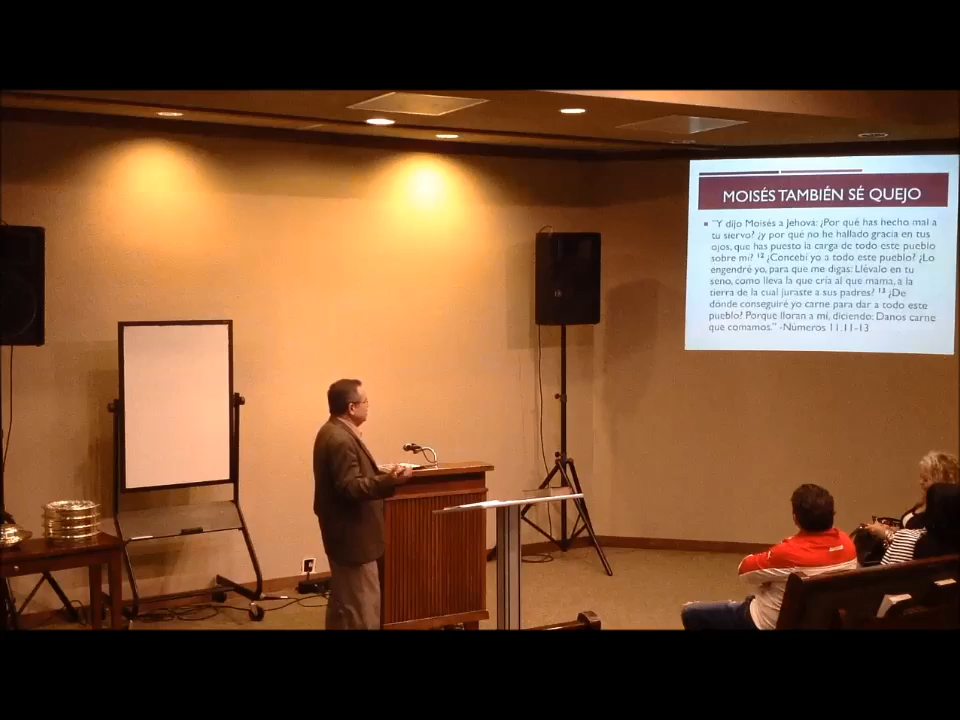 MOISÉS TAMBIÉN SÉ QUEJO
"Y dijo Moisés a Jehová: ¿Por qué has hecho mal a
tu siervo? ¿y por qué no he hallado gracia en tus
ojos, que has puesto la carga de todo este pueblo
sobre mí? 12 ¿Concebí yo a todo este pueblo? ¿Lo
engendré yo, para que me digas: Llévalo en tu
seno, como lleva la que cría al que mama, a la
tierra de la cual juraste a sus padres? 13 ¿De
dónde conseguiré yo carne para dar a todo este
pueblo? Porque lloran a mí, diciendo: Danos carne
que comamos." -Números 11.11-13